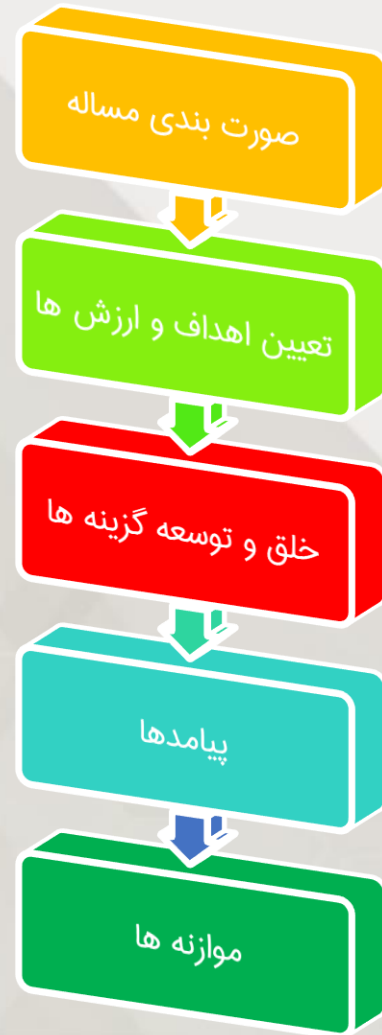 صورت بندی مساله
تعیین اهداف و ارزش ها
خلق و توسعه گزینه ها
پیامدها
موازنه ها